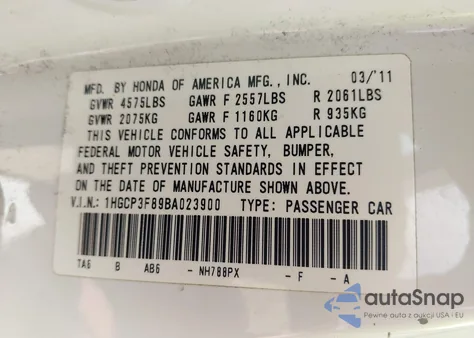 MFD. BY HONDA OF AMERICA MFG., INC. 03/'11
GVWR 4575LBS GAWR F 2557LBS R 2061LBS
GVWR 2075KG GAWR F 1160KG R 935KG
THIS VEHICLE CONFORMS TO ALL APPLICABLE
FEDERAL MOTOR VEHICLE SAFETY, BUMPER,
AND THEFT PREVENTION STANDARDS IN EFFECT
ON THE DATE OF MANUFACTURE SHOWN ABOVE.
V.I.N.: 1HGCP3F89BA023900 TYPE: PASSENGER CAR
TA6 B AB6 - NH788PX - F - A
autoSnap
Pewne auta z aukcji USA - EU